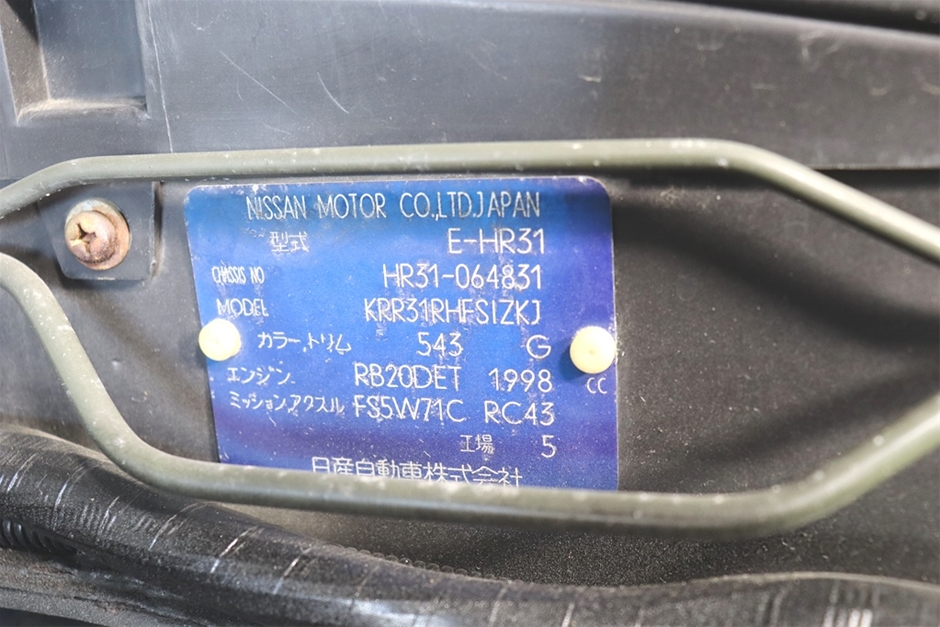 NISSAN MOTOR CO.,LTD.JAPAN
型式 E-HR31
CHASSIS NO HR31-064831
MODEL KRR31RHFSIZKJ
カラー,トリム 543 G
エンジン RB20DET 1998 CC
ミッション,アクスル FS5W71C RC43
工場 5
日産自動車株式会社